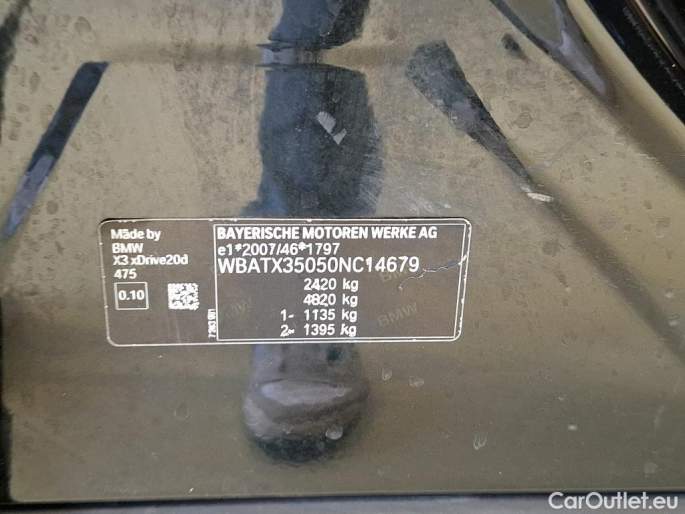 Made by
BMW
X3 xDrive20d
475
0.10
BAYERISCHE MOTOREN WERKE AG
e1*2007/46*1797
WBATX35050NC14679
2420 kg
4820 kg
1- 1135 kg
2- 1395 kg
BMW
CarOutlet.eu